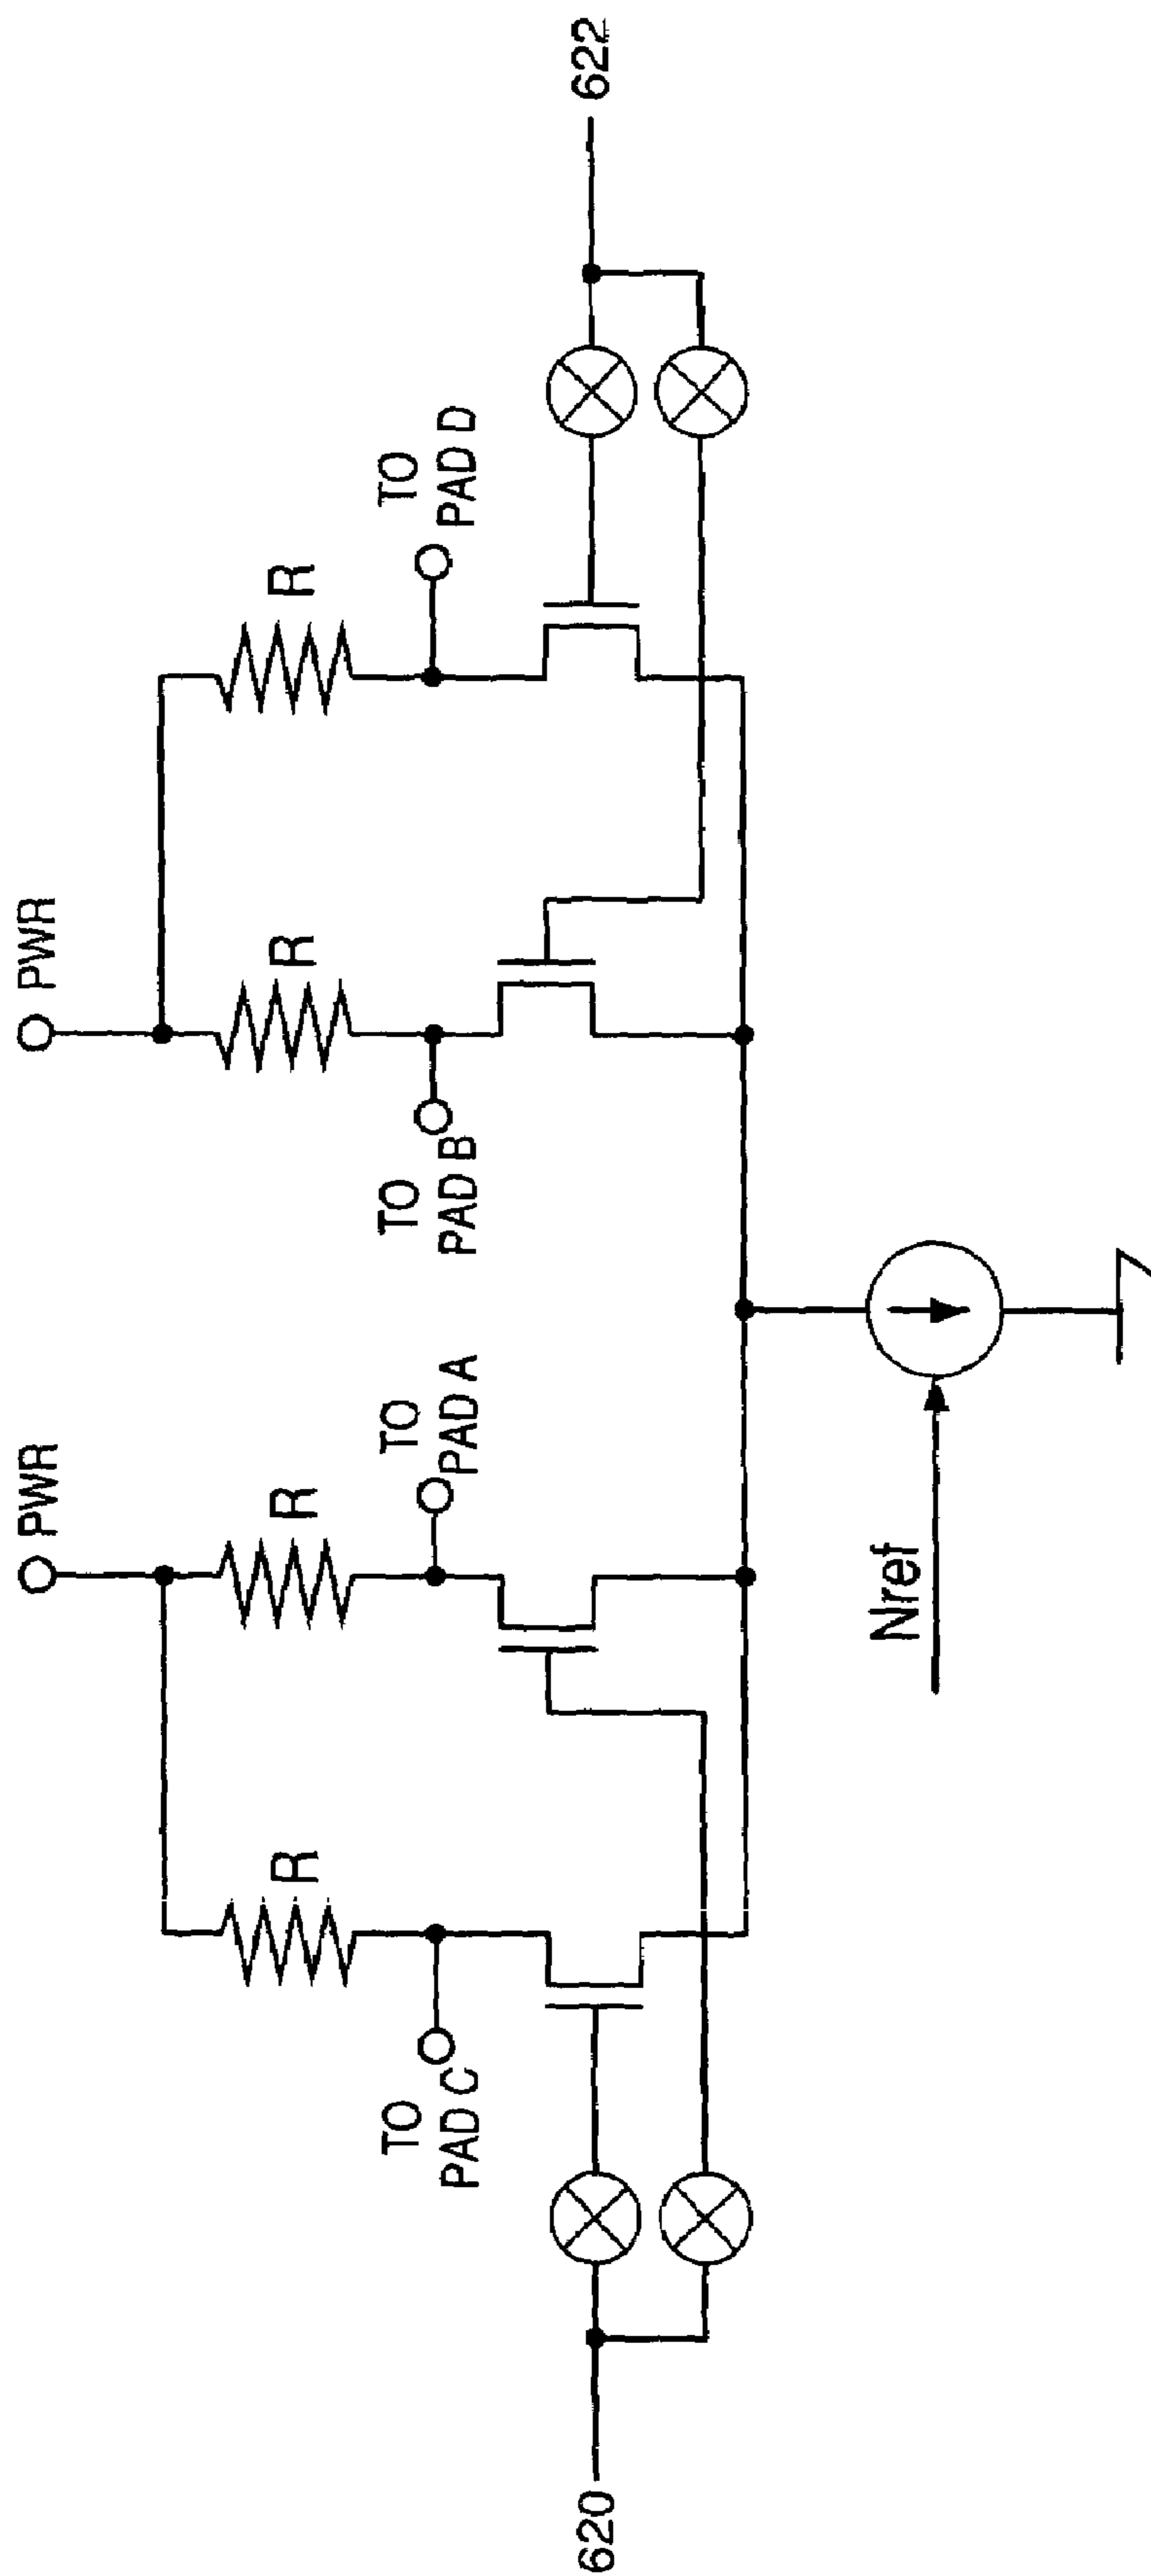 PWR
PWR
R
R
R
R
TO
PAD C
TO
PAD A
TO
PAD B
TO
PAD D
620
622
Nref